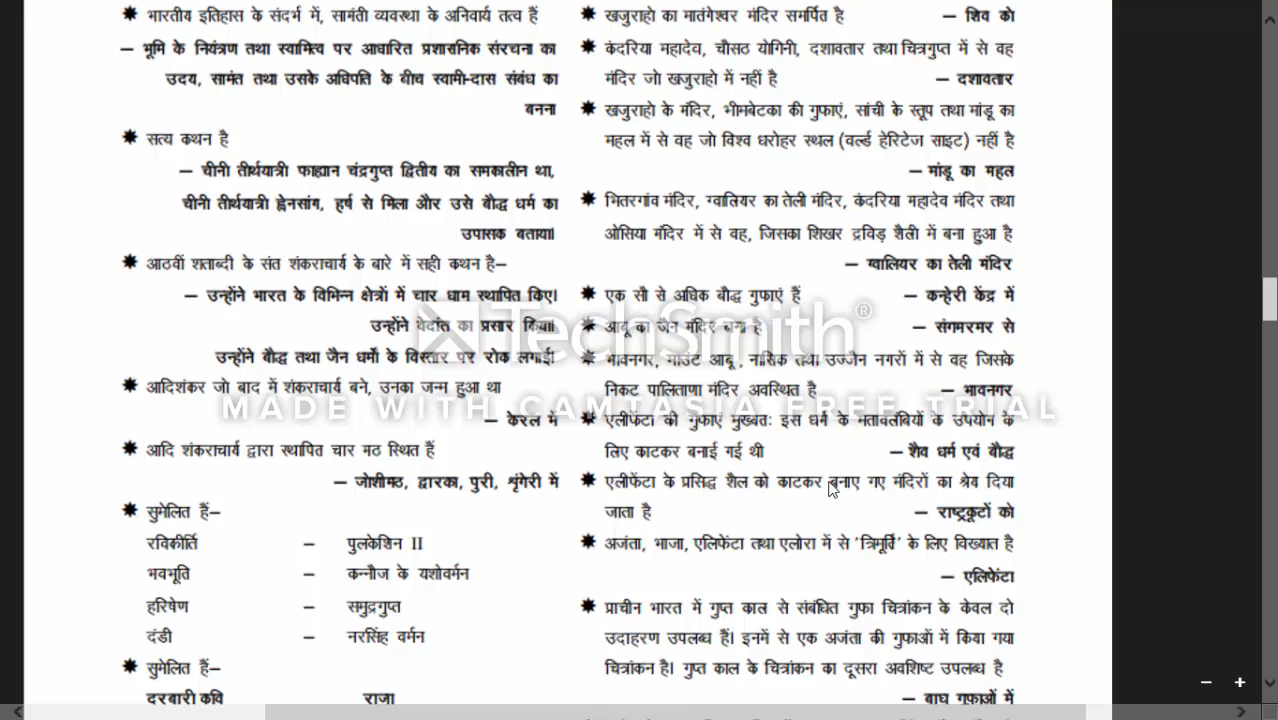 ✷ भारतीय इतिहास के संदर्भ में, सामंती व्यवस्था के अनिवार्य तत्व हैं
– भूमि के नियंत्रण तथा स्वामित्व पर आधारित प्रशासनिक संरचना का
उदय, सामंत तथा उसके अधिपति के बीच स्वामी-दास संबंध का
बनना
✷ सत्य कथन है
– चीनी तीर्थयात्री फाह्यान चंद्रगुप्त द्वितीय का समकालीन था,
चीनी तीर्थयात्री ह्वेनसांग, हर्ष से मिला और उसे बौद्ध धर्म का
उपासक बताया।
✷ आठवीं शताब्दी के संत शंकराचार्य के बारे में सही कथन है–
– उन्होंने भारत के विभिन्न क्षेत्रों में चार धाम स्थापित किए।
उन्होंने वेदांत का प्रसार किया।
उन्होंने बौद्ध तथा जैन धर्मों के विस्तार पर रोक लगाई।
✷ आदिशंकर जो बाद में शंकराचार्य बने, उनका जन्म हुआ था
– केरल में
✷ आदि शंकराचार्य द्वारा स्थापित चार मठ स्थित हैं
– जोशीमठ, द्वारका, पुरी, श्रृंगेरी में
✷ सुमेलित हैं–
रविकीर्ति – पुलकेशिन II
भवभूति – कन्नौज के यशोवर्मन
हरिषेण – समुद्रगुप्त
दंडी – नरसिंह वर्मन
✷ सुमेलित हैं–
दरबारी कवि राजा
✷ खजुराहो का मातंगेश्वर मंदिर समर्पित है – शिव को
✷ कंदरिया महादेव, चौसठ योगिनी, दशावतार तथा चित्रगुप्त में से वह
मंदिर जो खजुराहो में नहीं है – दशावतार
✷ खजुराहो के मंदिर, भीमबेटका की गुफाएं, सांची के स्तूप तथा मांडू का
महल में से वह जो विश्व धरोहर स्थल (वर्ल्ड हेरिटेज साइट) नहीं है
– मांडू का महल
✷ भितरगांव मंदिर, ग्वालियर का तेली मंदिर, कंदरिया महादेव मंदिर तथा
ओसिया मंदिर में से वह, जिसका शिखर द्रविड़ शैली में बना हुआ है
– ग्वालियर का तेली मंदिर
✷ एक सौ से अधिक बौद्ध गुफाएं हैं – कन्हेरी केंद्र में
✷ आबू का जैन मंदिर बना है – संगमरमर से
✷ भावनगर, माउंट आबू, नासिक तथा उज्जैन नगरों में से वह जिसके
निकट पालिताणा मंदिर अवस्थित है – भावनगर
✷ एलीफेंटा की गुफाएं मुख्यतः इस धर्म के मतावलंबियों के उपयोग के
लिए काटकर बनाई गई थी – शैव धर्म एवं बौद्ध
✷ एलीफेंटा के प्रसिद्ध शैल को काटकर बनाए गए मंदिरों का श्रेय दिया
जाता है – राष्ट्रकूटों को
✷ अजंता, भाजा, एलिफेंटा तथा एलोरा में से 'त्रिमूर्ति' के लिए विख्यात है
– एलिफेंटा
✷ प्राचीन भारत में गुप्त काल से संबंधित गुफा चित्रांकन के केवल दो
उदाहरण उपलब्ध हैं। इनमें से एक अजंता की गुफाओं में किया गया
चित्रांकन है। गुप्त काल के चित्रांकन का दूसरा अवशिष्ट उपलब्ध है
– बाघ गुफाओं में
TechSmith®
MADE WITH CAMTASIA FREE TRIAL